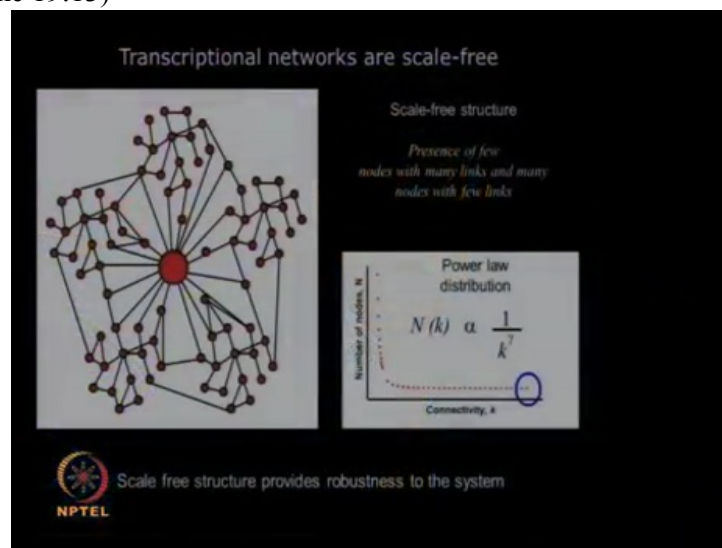 Transcriptional networks are scale-free
Scale-free structure
Presence of few
nodes with many links and many
nodes with few links
Power law
distribution
N (k) α 1
k^γ
Number of nodes, N
Connectivity, k
Scale free structure provides robustness to the system
NPTEL